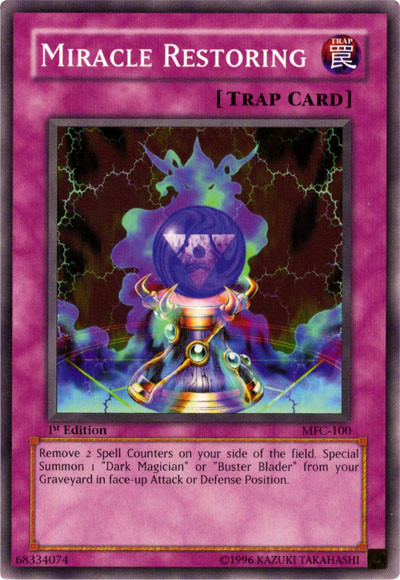 Miracle Restoring
TRAP
罠
[Trap Card]
1st Edition
MFC-100
Remove 2 Spell Counters on your side of the field. Special
Summon 1 "Dark Magician" or "Buster Blader" from your
Graveyard in face-up Attack or Defense Position.
68334074
©1996 KAZUKI TAKAHASHI